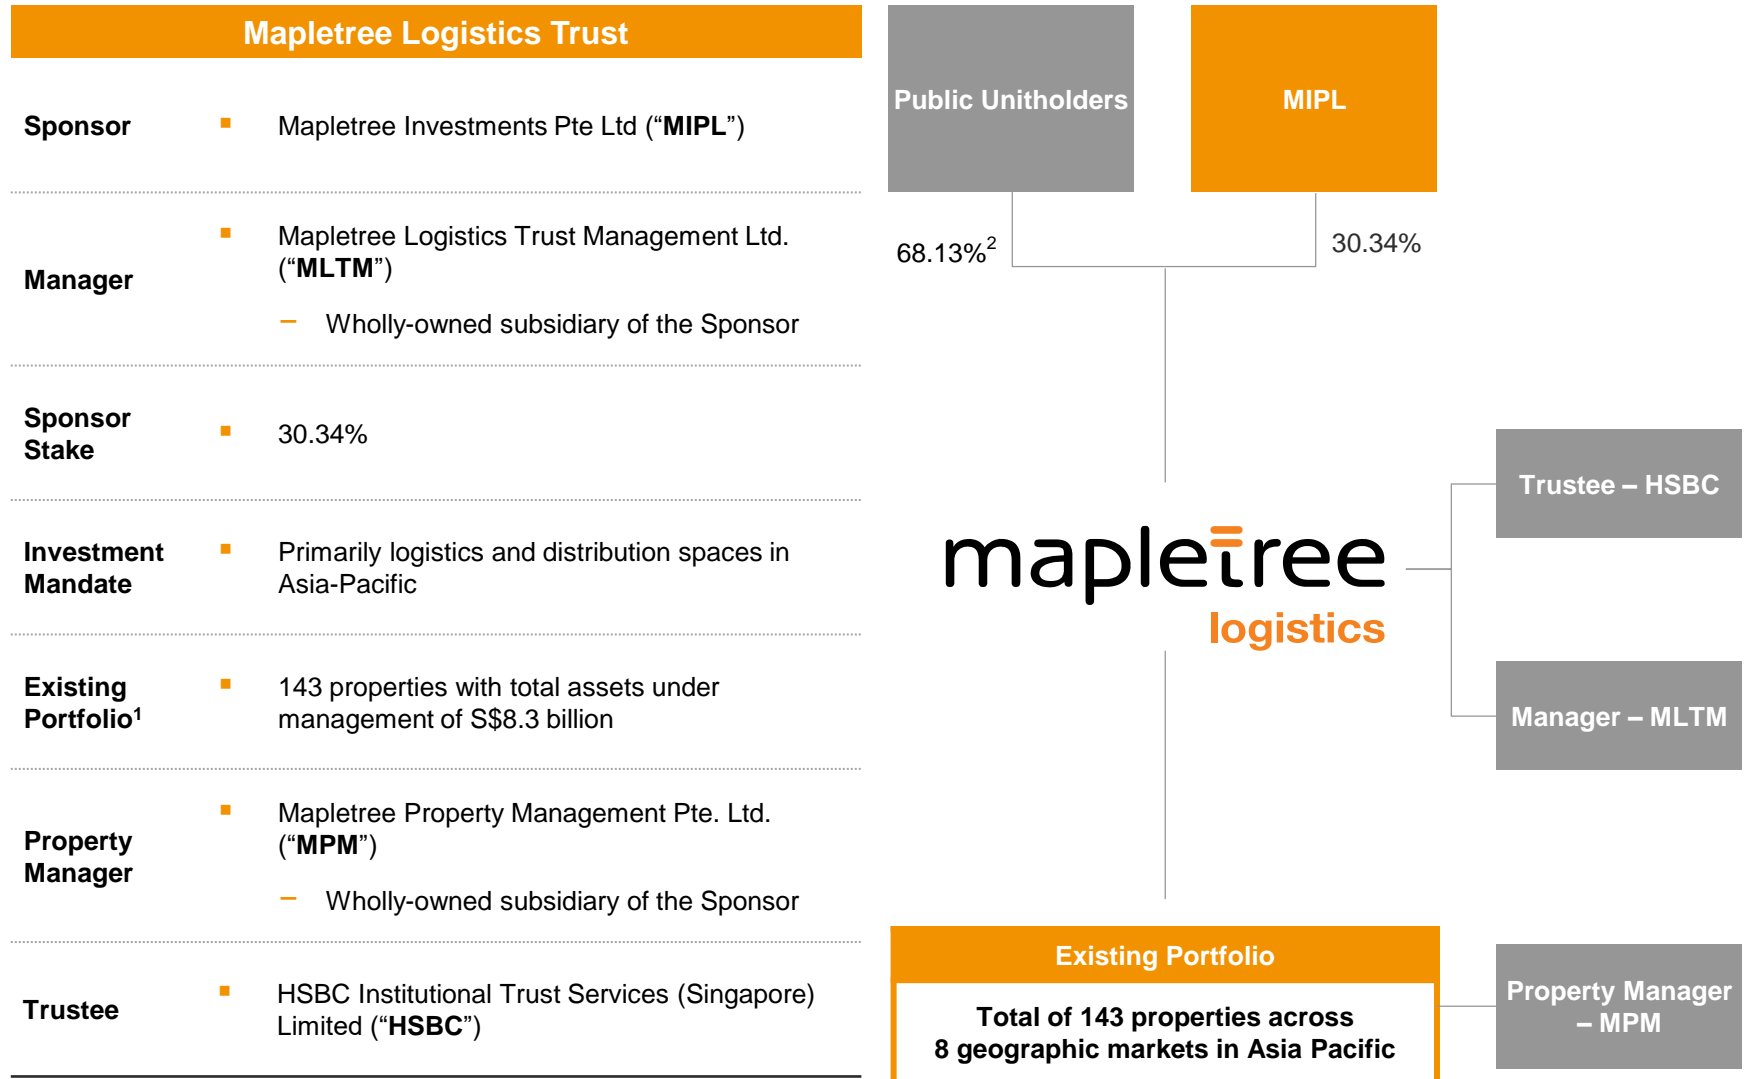 Mapletree Logistics Trust
Sponsor
Mapletree Investments Pte Ltd (“MIPL”)
Manager
Mapletree Logistics Trust Management Ltd.
(“MLTM”)
– Wholly-owned subsidiary of the Sponsor
Sponsor
Stake
30.34%
Investment
Mandate
Primarily logistics and distribution spaces in
Asia-Pacific
Existing
Portfolio¹
143 properties with total assets under
management of S$8.3 billion
Property
Manager
Mapletree Property Management Pte. Ltd.
(“MPM”)
– Wholly-owned subsidiary of the Sponsor
Trustee
HSBC Institutional Trust Services (Singapore)
Limited (“HSBC”)
Public Unitholders
MIPL
68.13%²
30.34%
mapletree
logistics
Trustee – HSBC
Manager – MLTM
Existing Portfolio
Total of 143 properties across
8 geographic markets in Asia Pacific
Property Manager
– MPM